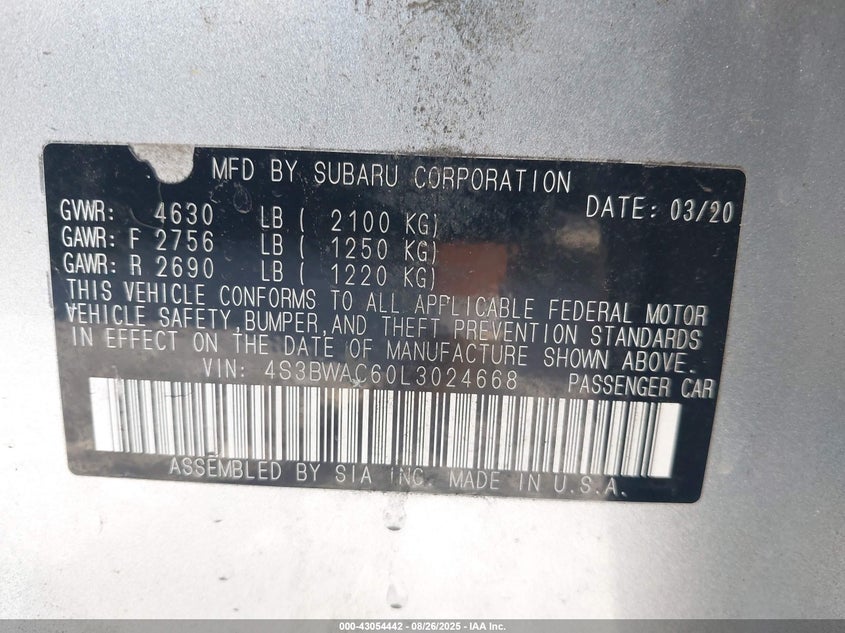 MFD BY SUBARU CORPORATION
DATE: 03/20
GVWR: 4630 LB ( 2100 KG)
GAWR: F 2756 LB ( 1250 KG)
GAWR: R 2690 LB ( 1220 KG)
THIS VEHICLE CONFORMS TO ALL APPLICABLE FEDERAL MOTOR
VEHICLE SAFETY,BUMPER,AND THEFT PREVENTION STANDARDS
IN EFFECT ON THE DATE OF MANUFACTURE SHOWN ABOVE.
VIN: 4S3BWAC60L3024668 PASSENGER CAR
ASSEMBLED BY SIA INC. MADE IN U.S.A.
000-43054442 - 08/26/2025 - IAA Inc.